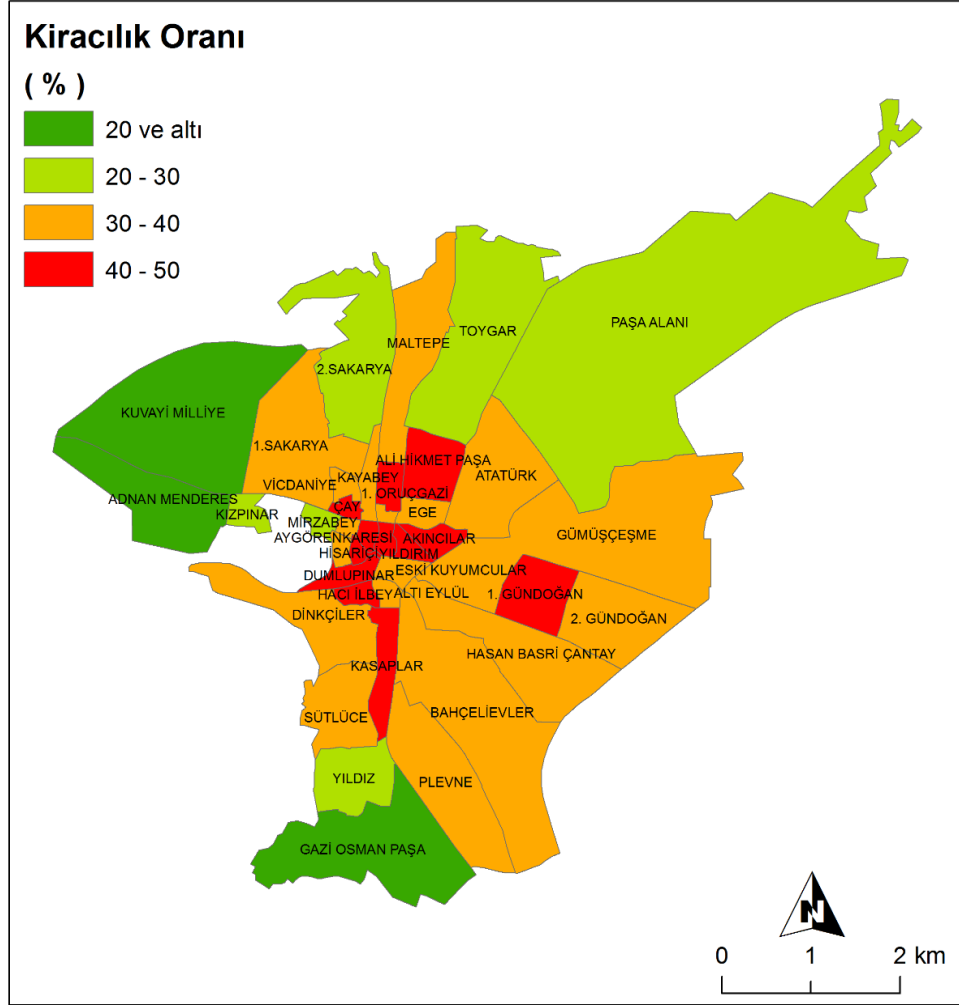 Kiracılık Oranı
( % )
20 ve altı
20 - 30
30 - 40
40 - 50
PAŞA ALANI
TOYGAR
MALTEPE
2.SAKARYA
KUVAYİ MİLLİYE
1.SAKARYA
ALİ HİKMET PAŞA
ATATÜRK
KAYABEY
VİCDANİYE
1. ORUÇGAZİ
ADNAN MENDERES
ÇAY
EGE
KIZPINAR
MİRZABEY
AYGÖRENKARESİ
AKINCILAR
GÜMÜŞÇEŞME
HİSARİÇİ
YILDIRIM
ESKİ KUYUMCULAR
DUMLUPINAR
HACI İLBEY
ALTI EYLÜL
1. GÜNDOĞAN
DİNKÇİLER
2. GÜNDOĞAN
HASAN BASRİ ÇANTAY
KASAPLAR
BAHÇELİEVLER
SÜTLÜCE
YILDIZ
PLEVNE
GAZİ OSMAN PAŞA
N
0 1 2 km